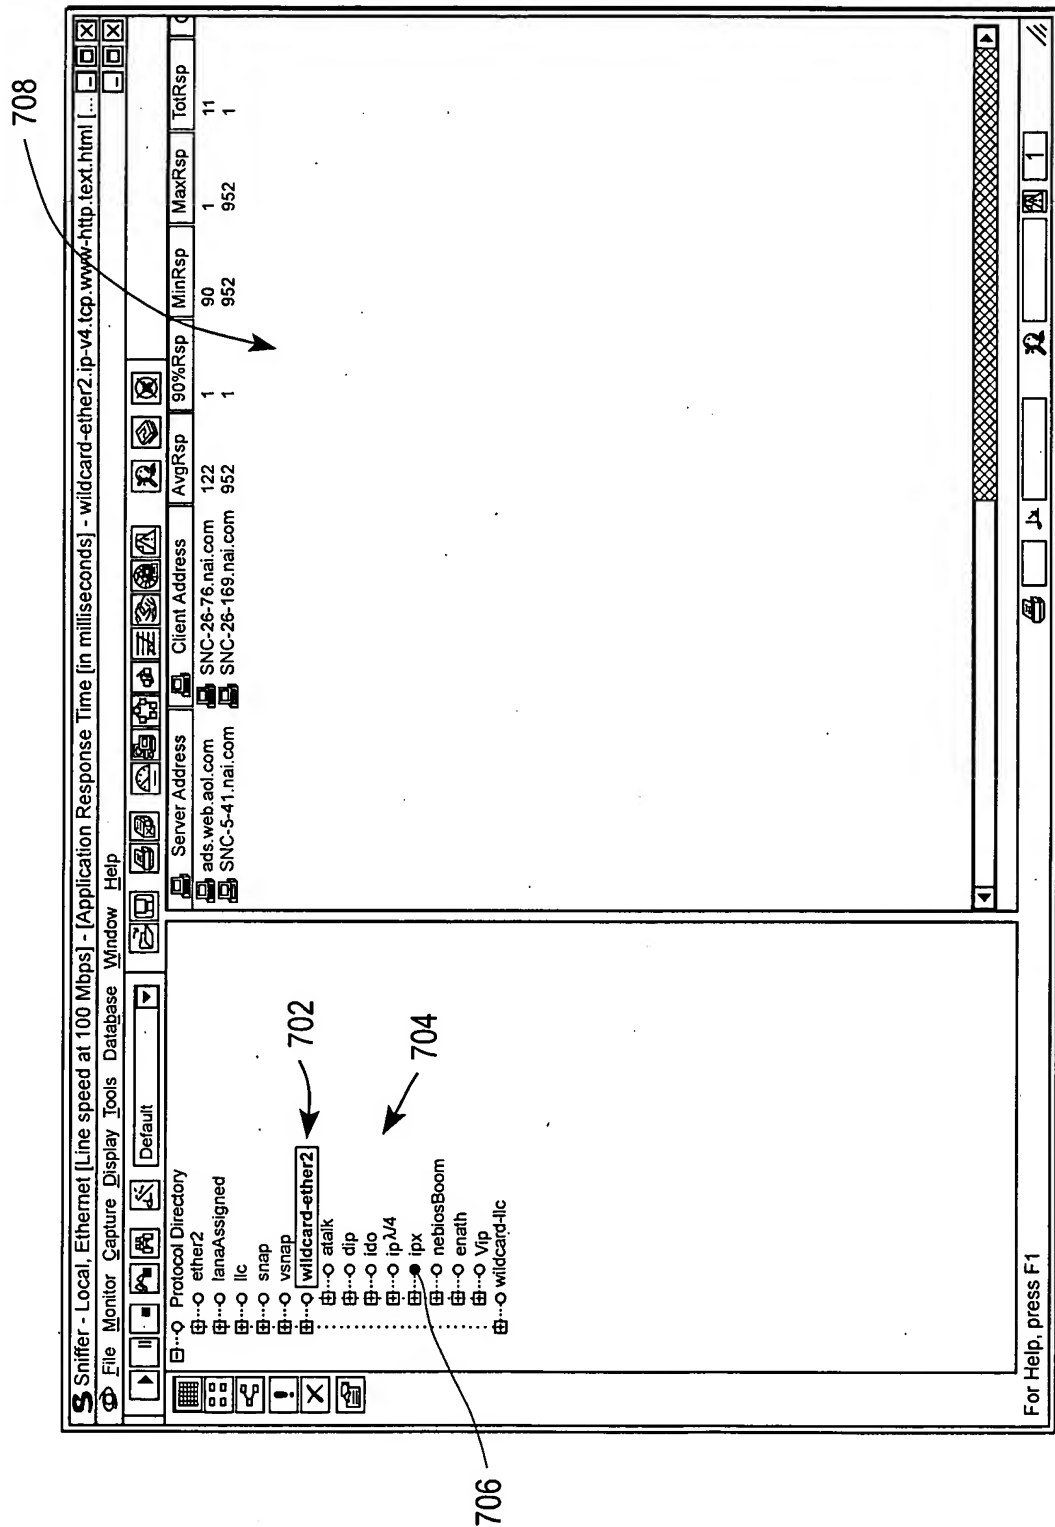 708
S Sniffer - Local, Ethernet [Line speed at 100 Mbps] - [Application Response Time [in milliseconds] - wildcard-ether2.ip-v4.tcp.www-http.text.html [...
File Monitor Capture Display Tools Database Window Help
Default
Protocol Directory
ether2
IanaAssigned
llc
snap
vsnap
wildcard-ether2
atalk
dip
ido
ipλ/4
ipx
nebiosBoom
enath
Vip
wildcard-llc
702
704
706
Server Address Client Address AvgRsp 90%Rsp MinRsp MaxRsp TotRsp
ads.web.aol.com SNC-26-76.nai.com 122 1 90 1 11
SNC-5-41.nai.com SNC-26-169.nai.com 952 1 952 952 1
For Help, press F1
1